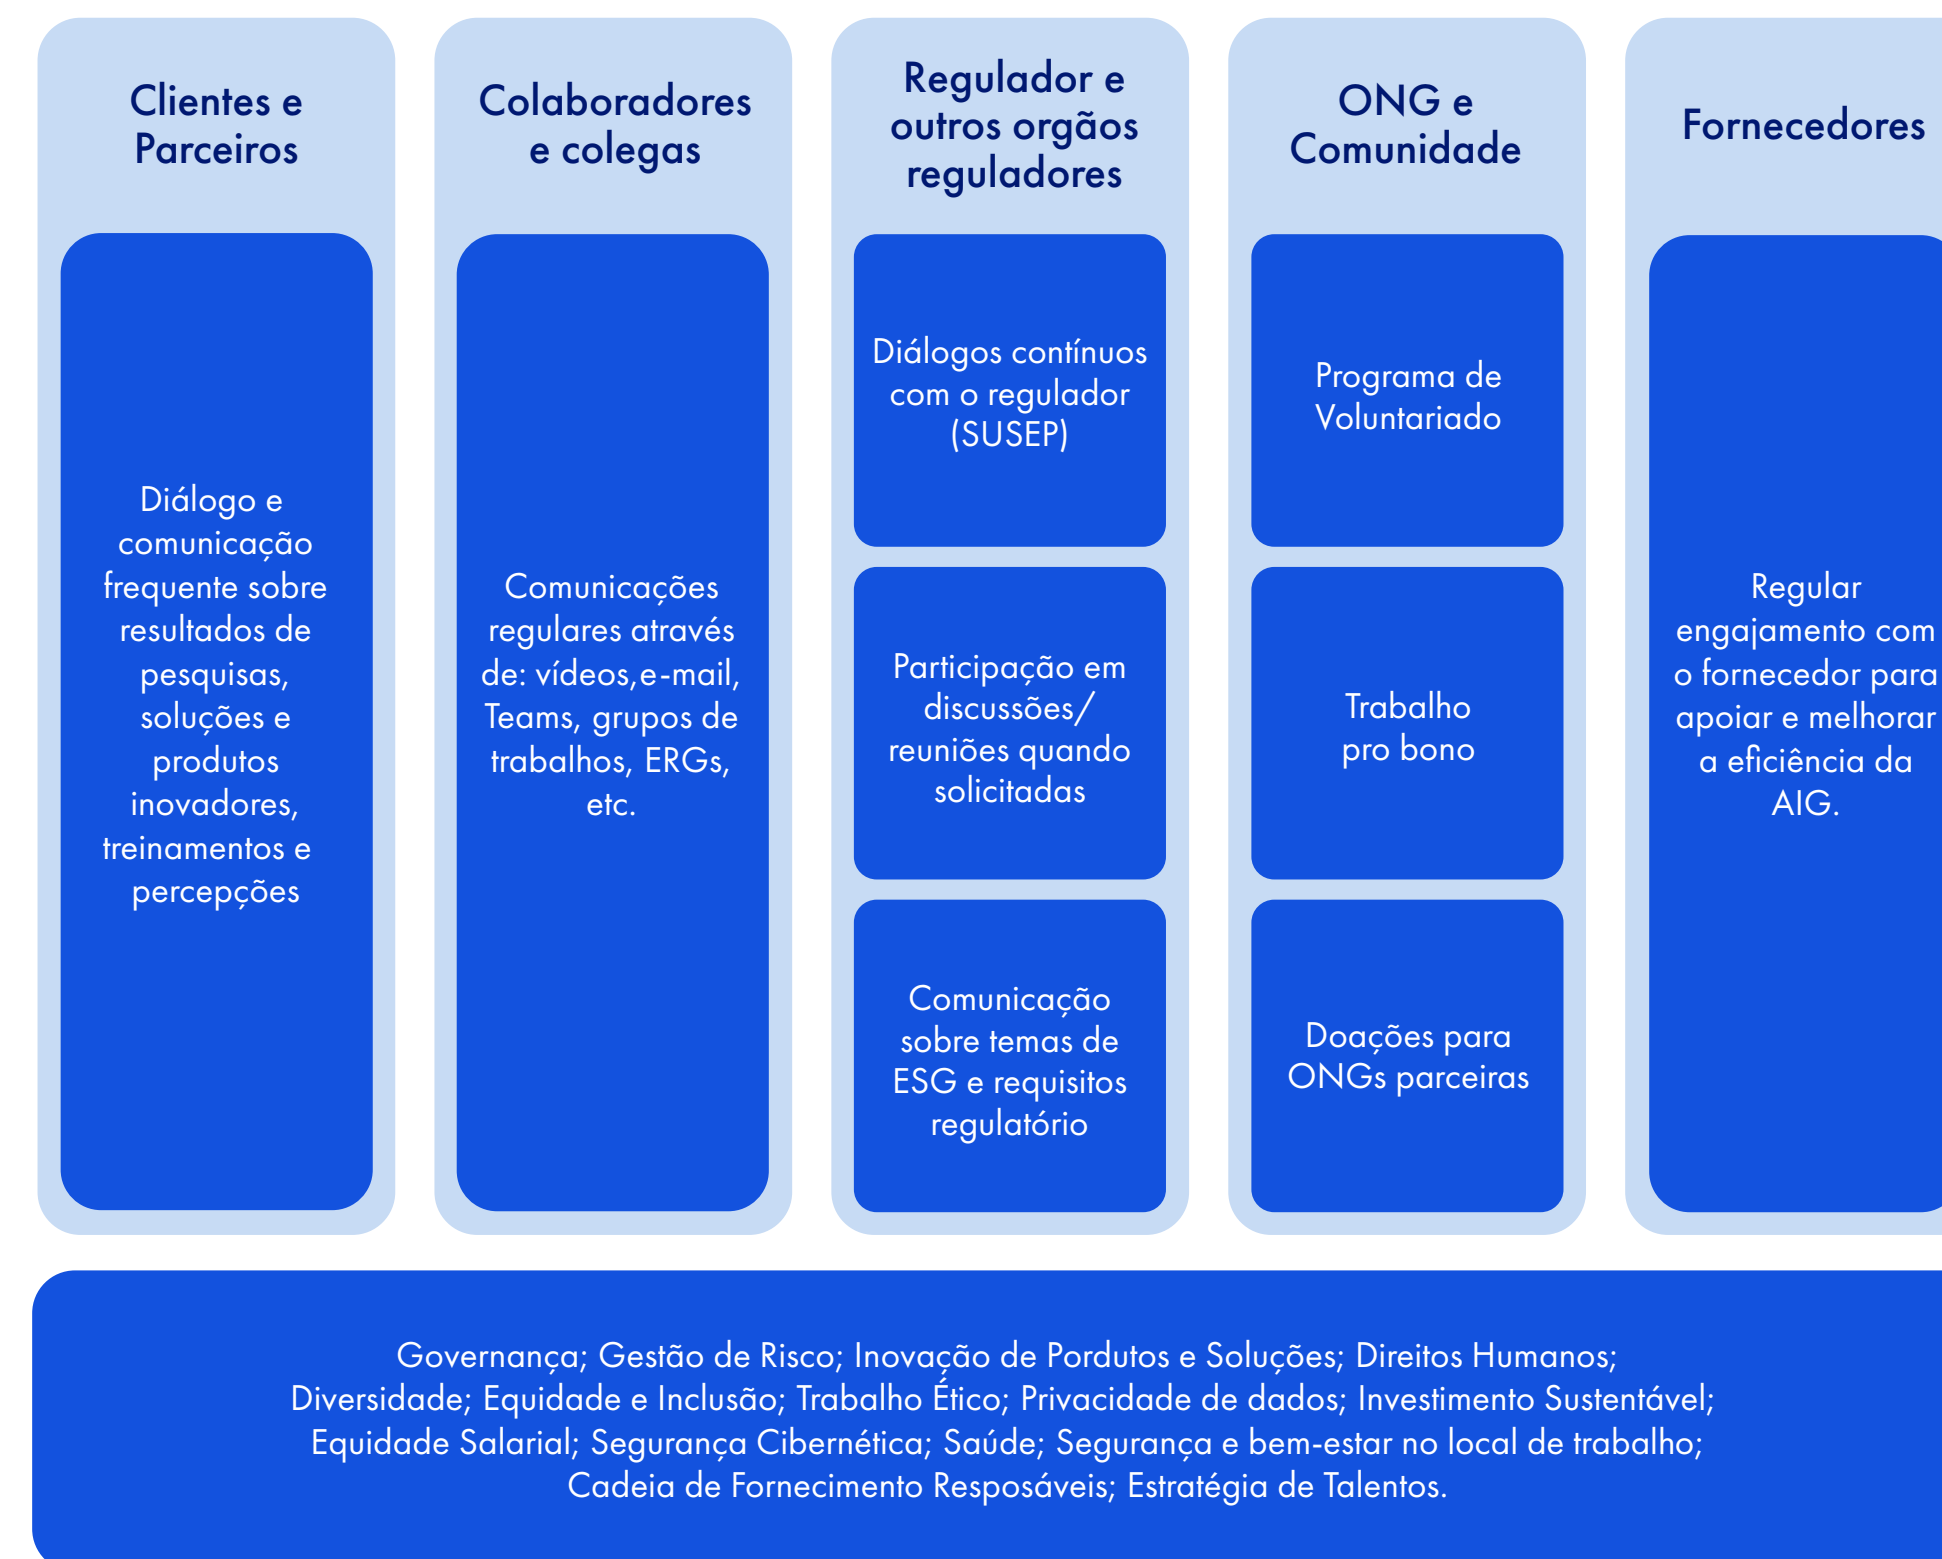 Clientes e
Parceiros
Diálogo e
comunicação
frequente sobre
resultados de
pesquisas,
soluções e
produtos
inovadores,
treinamentos e
percepções
Colaboradores
e colegas
Comunicações
regulares através
de: vídeos,e-mail,
Teams, grupos de
trabalhos, ERGs,
etc.
Regulador e
outros orgãos
reguladores
Diálogos contínuos
com o regulador
(SUSEP)
Participação em
discussões/
reuniões quando
solicitadas
Comunicação
sobre temas de
ESG e requisitos
regulatório
ONG e
Comunidade
Programa de
Voluntariado
Trabalho
pro bono
Doações para
ONGs parceiras
Fornecedores
Regular
engajamento com
o fornecedor para
apoiar e melhorar
a eficiência da
AIG.
Governança; Gestão de Risco; Inovação de Pordutos e Soluções; Direitos Humanos;
Diversidade; Equidade e Inclusão; Trabalho Ético; Privacidade de dados; Investimento Sustentável;
Equidade Salarial; Segurança Cibernética; Saúde; Segurança e bem-estar no local de trabalho;
Cadeia de Fornecimento Resposáveis; Estratégia de Talentos.